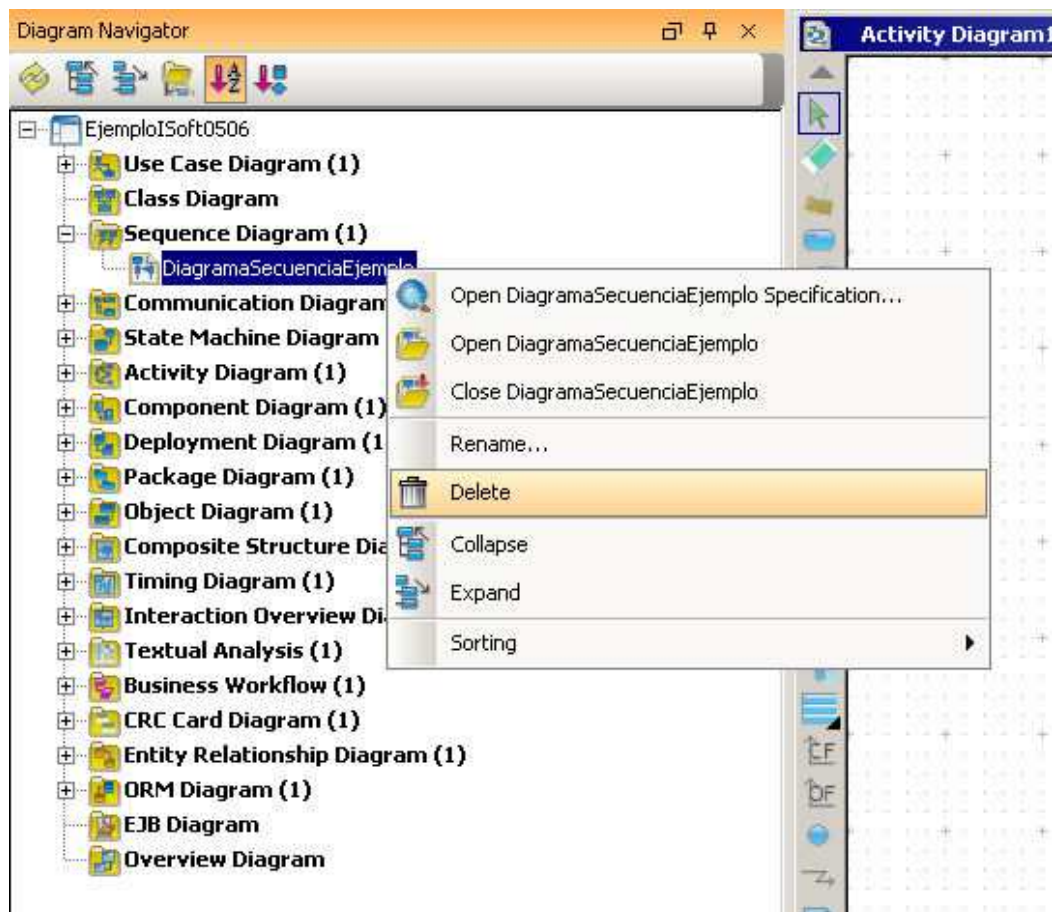 Diagram Navigator
Activity Diagram1
EjemploISoft0506
Use Case Diagram (1)
Class Diagram
Sequence Diagram (1)
DiagramaSecuenciaEjemplo
Communication Diagram
State Machine Diagram
Activity Diagram (1)
Component Diagram (1)
Deployment Diagram (1
Package Diagram (1)
Object Diagram (1)
Composite Structure Dia
Timing Diagram (1)
Interaction Overview Di
Textual Analysis (1)
Business Workflow (1)
CRC Card Diagram (1)
Entity Relationship Diagram (1)
ORM Diagram (1)
EJB Diagram
Overview Diagram
Open DiagramaSecuenciaEjemplo Specification...
Open DiagramaSecuenciaEjemplo
Close DiagramaSecuenciaEjemplo
Rename...
Delete
Collapse
Expand
Sorting
CF
DF